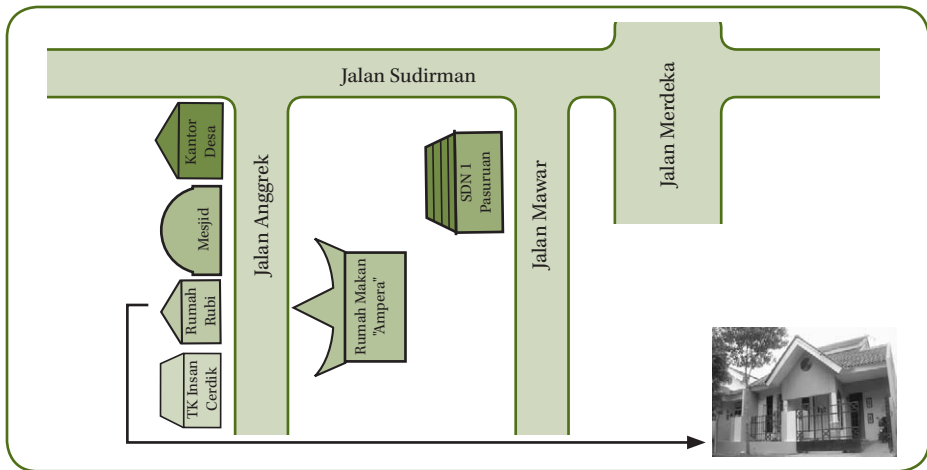 Jalan Sudirman
Jalan Merdeka
Kantor
Desa
Mesjid
Rumah
Rubi
TK Insan
Cerdik
Jalan Anggrek
Rumah Makan
"Ampera"
SDN 1
Pasuruan
Jalan Mawar